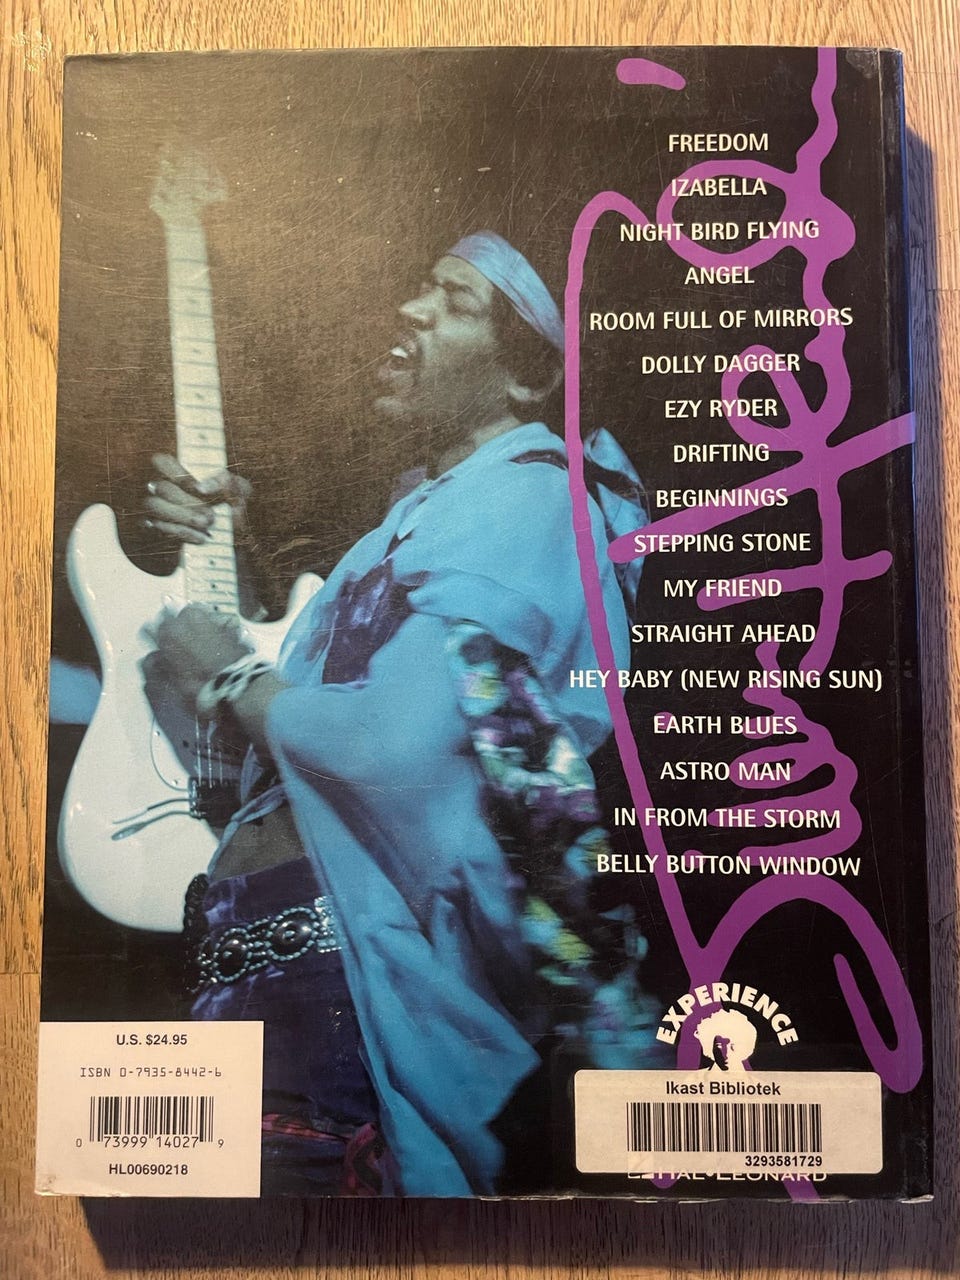 FREEDOM
IZABELLA
NIGHT BIRD FLYING
ANGEL
ROOM FULL OF MIRRORS
DOLLY DAGGER
EZY RYDER
DRIFTING
BEGINNINGS
STEPPING STONE
MY FRIEND
STRAIGHT AHEAD
HEY BABY (NEW RISING SUN)
EARTH BLUES
ASTRO MAN
IN FROM THE STORM
BELLY BUTTON WINDOW
Jimi Hendrix
EXPERIENCE
U.S. $24.95
ISBN 0-7935-8442-6
0 73999 14027 9
HL00690218
Ikast Bibliotek
3293581729
HAL•LEONARD